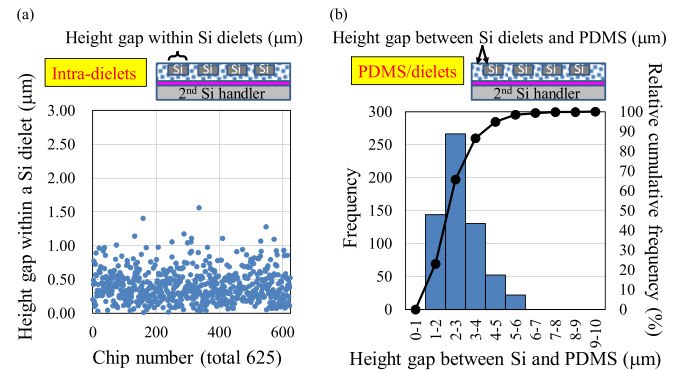 (a)
Height gap within Si dielets (μm)
Intra-dielets
Si Si Si Si
2nd Si handler
Height gap within a Si dielet (μm)
3.00
2.50
2.00
1.50
1.00
0.50
0.00
0 200 400 600
Chip number (total 625)
(b)
Height gap between Si dielets and PDMS (μm)
PDMS/dielets
Si Si Si Si
2nd Si handler
Frequency
300
250
200
150
100
50
0
Relative cumulative
frequency (%)
100
90
80
70
60
50
40
30
20
10
0
0-1 1-2 2-3 3-4 4-5 5-6 6-7 7-8 8-9 9-10
Height gap between Si and PDMS (μm)